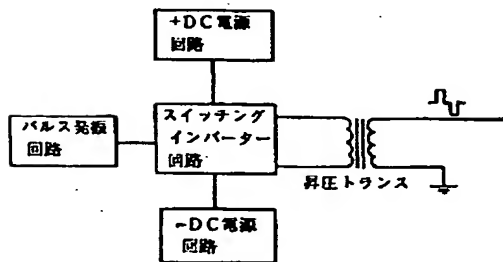 +DC電源
回路
パルス発振
回路
スイッチング
インバーター
回路
昇圧トランス
-DC電源
回路